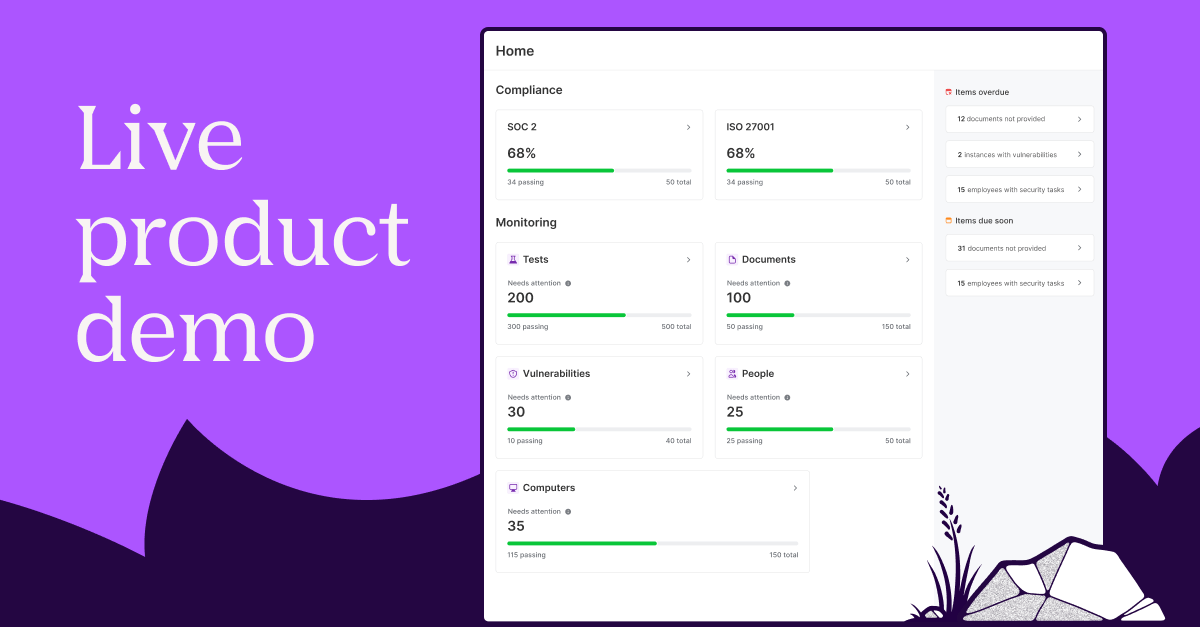 Live
product
demo
Home
Compliance
SOC 2
68%
34 passing 50 total
ISO 27001
68%
34 passing 50 total
Monitoring
Tests
Needs attention
200
300 passing 500 total
Documents
Needs attention
100
50 passing 150 total
Vulnerabilities
Needs attention
30
10 passing 40 total
People
Needs attention
25
25 passing 50 total
Computers
Needs attention
35
115 passing 150 total
Items overdue
12 documents not provided
2 instances with vulnerabilities
15 employees with security tasks
Items due soon
31 documents not provided
15 employees with security tasks